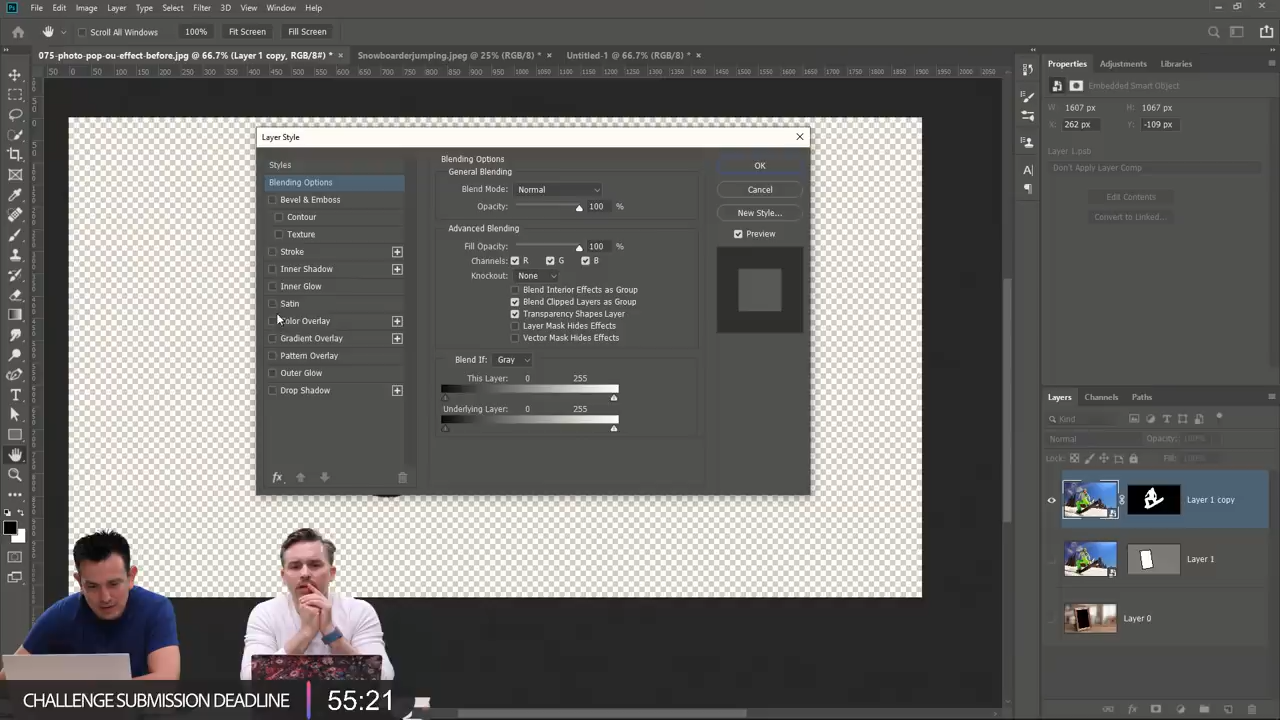 Ps File Edit Image Layer Type Select Filter 3D View Window Help
Scroll All Windows 100% Fit Screen Fill Screen
075-photo-pop-ou-effect-before.jpg @ 66.7% (Layer 1 copy, RGB/8#) * × Snowboarderjumping.jpeg @ 25% (RGB/8) * × Untitled-1 @ 66.7% (RGB/8) * ×
Properties Adjustments Libraries
Embedded Smart Object
W: 1607 px H: 1067 px
X: 262 px Y: -109 px
Layer 1.psb
Don't Apply Layer Comp
Edit Contents
Convert to Linked...
Layer Style
Styles
Blending Options
Bevel & Emboss
Contour
Texture
Stroke
Inner Shadow
Inner Glow
Satin
Color Overlay
Gradient Overlay
Pattern Overlay
Outer Glow
Drop Shadow
fx
Blending Options
General Blending
Blend Mode: Normal
Opacity: 100 %
Advanced Blending
Fill Opacity: 100 %
Channels: R G B
Knockout: None
Blend Interior Effects as Group
Blend Clipped Layers as Group
Transparency Shapes Layer
Layer Mask Hides Effects
Vector Mask Hides Effects
Blend If: Gray
This Layer: 0 255
Underlying Layer: 0 255
OK
Cancel
New Style...
Preview
Layers Channels Paths
Kind
Normal Opacity: 100%
Lock: Fill: 100%
Layer 1 copy
Layer 1
Layer 0
CHALLENGE SUBMISSION DEADLINE 55:21